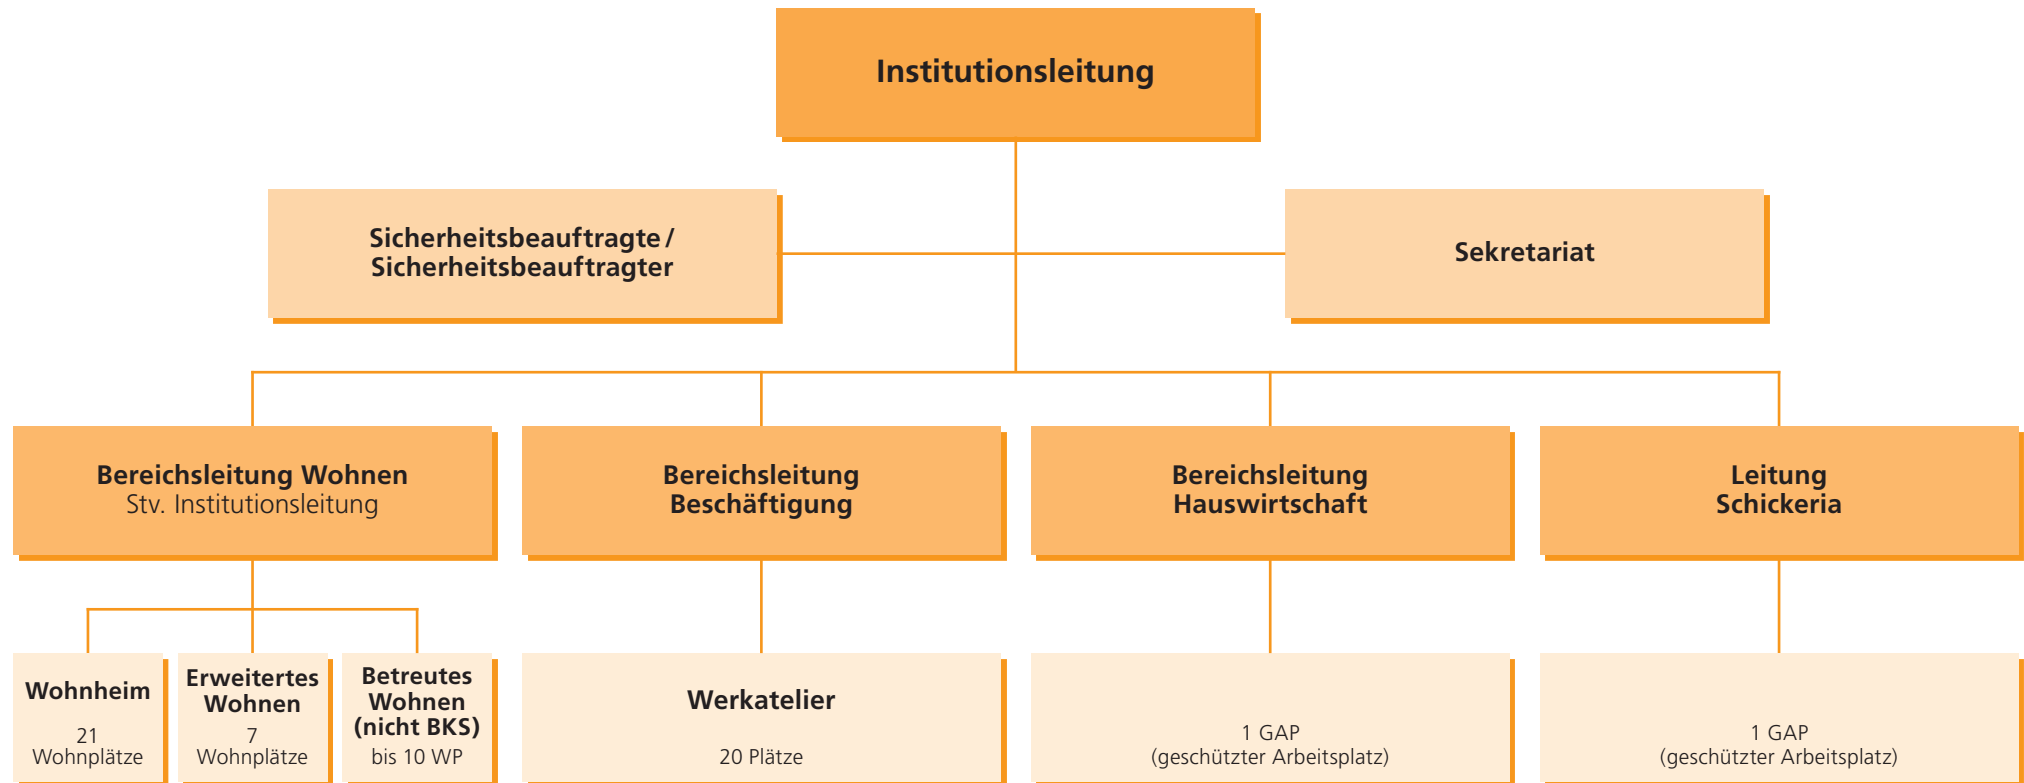 Institutionsleitung
Sicherheitsbeauftragte /
Sicherheitsbeauftragter
Sekretariat
Bereichsleitung Wohnen
Stv. Institutionsleitung
Bereichsleitung
Beschäftigung
Bereichsleitung
Hauswirtschaft
Leitung
Schickeria
Wohnheim
21
Wohnplätze
Erweitertes
Wohnen
7
Wohnplätze
Betreutes
Wohnen
(nicht BKS)
bis 10 WP
Werkatelier
20 Plätze
1 GAP
(geschützter Arbeitsplatz)
1 GAP
(geschützter Arbeitsplatz)